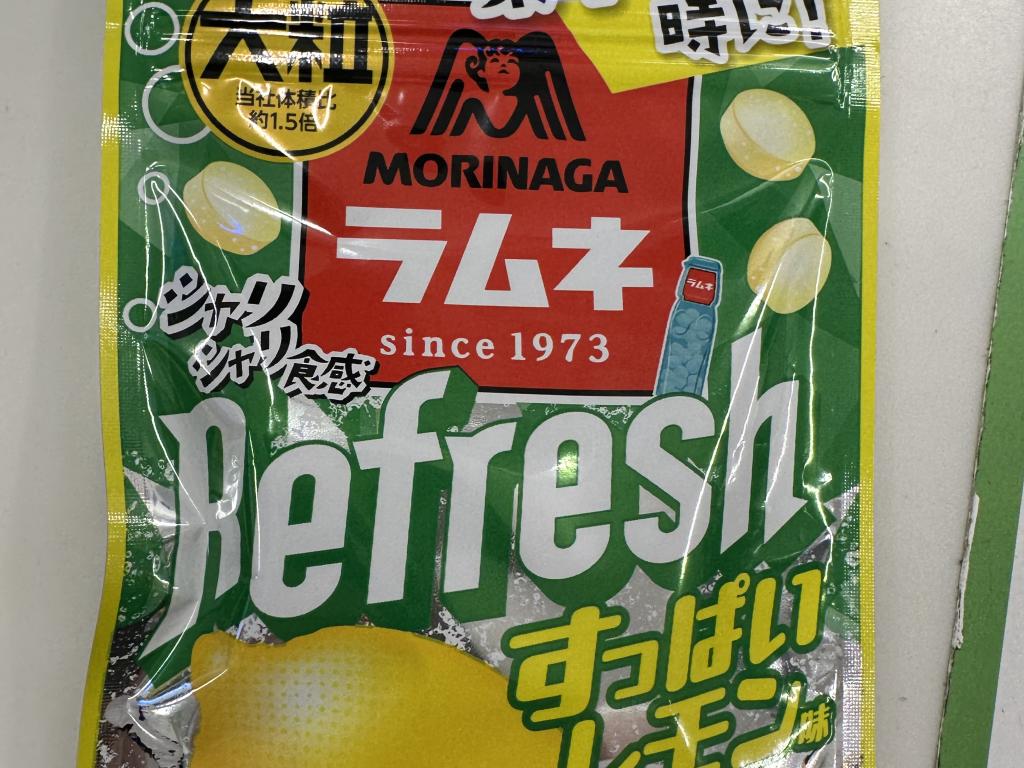 時に!
大粒
当社体積比
約1.5倍
MORINAGA
ラムネ
since 1973
ラムネ
シャリ
シャリ食感
Refresh
すっぱい
レモン味